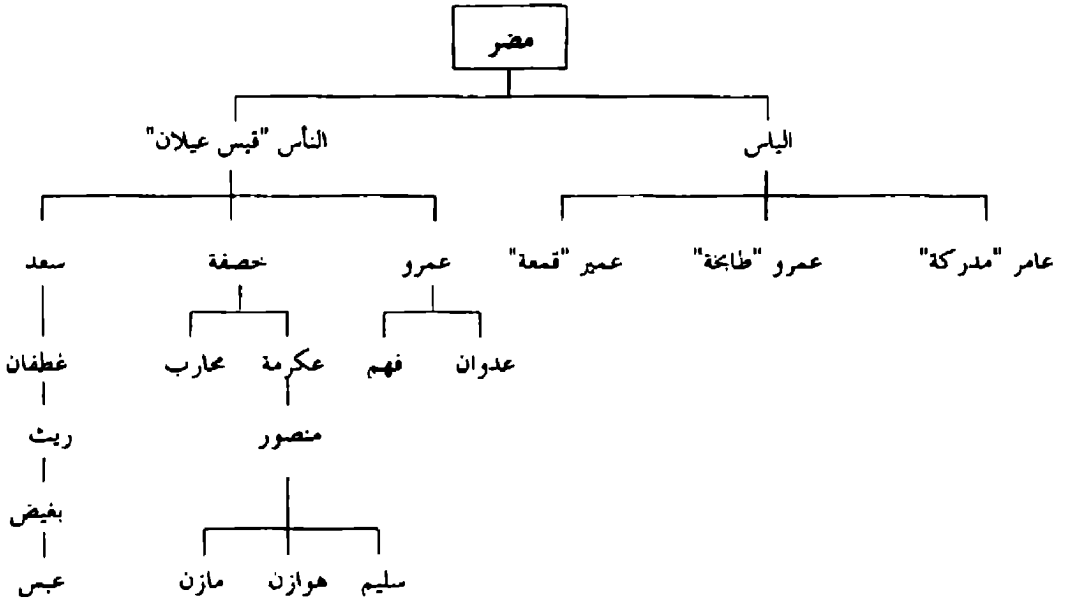 مضر
الياس النأس "قيس عيلان"
عامر "مدركة" عمرو "طابخة" عمير "قمعة" عمرو خصفة سعد
عدوان فهم عكرمة محارب غطفان
منصور ريث
بغيض
سليم هوازن مازن عبس